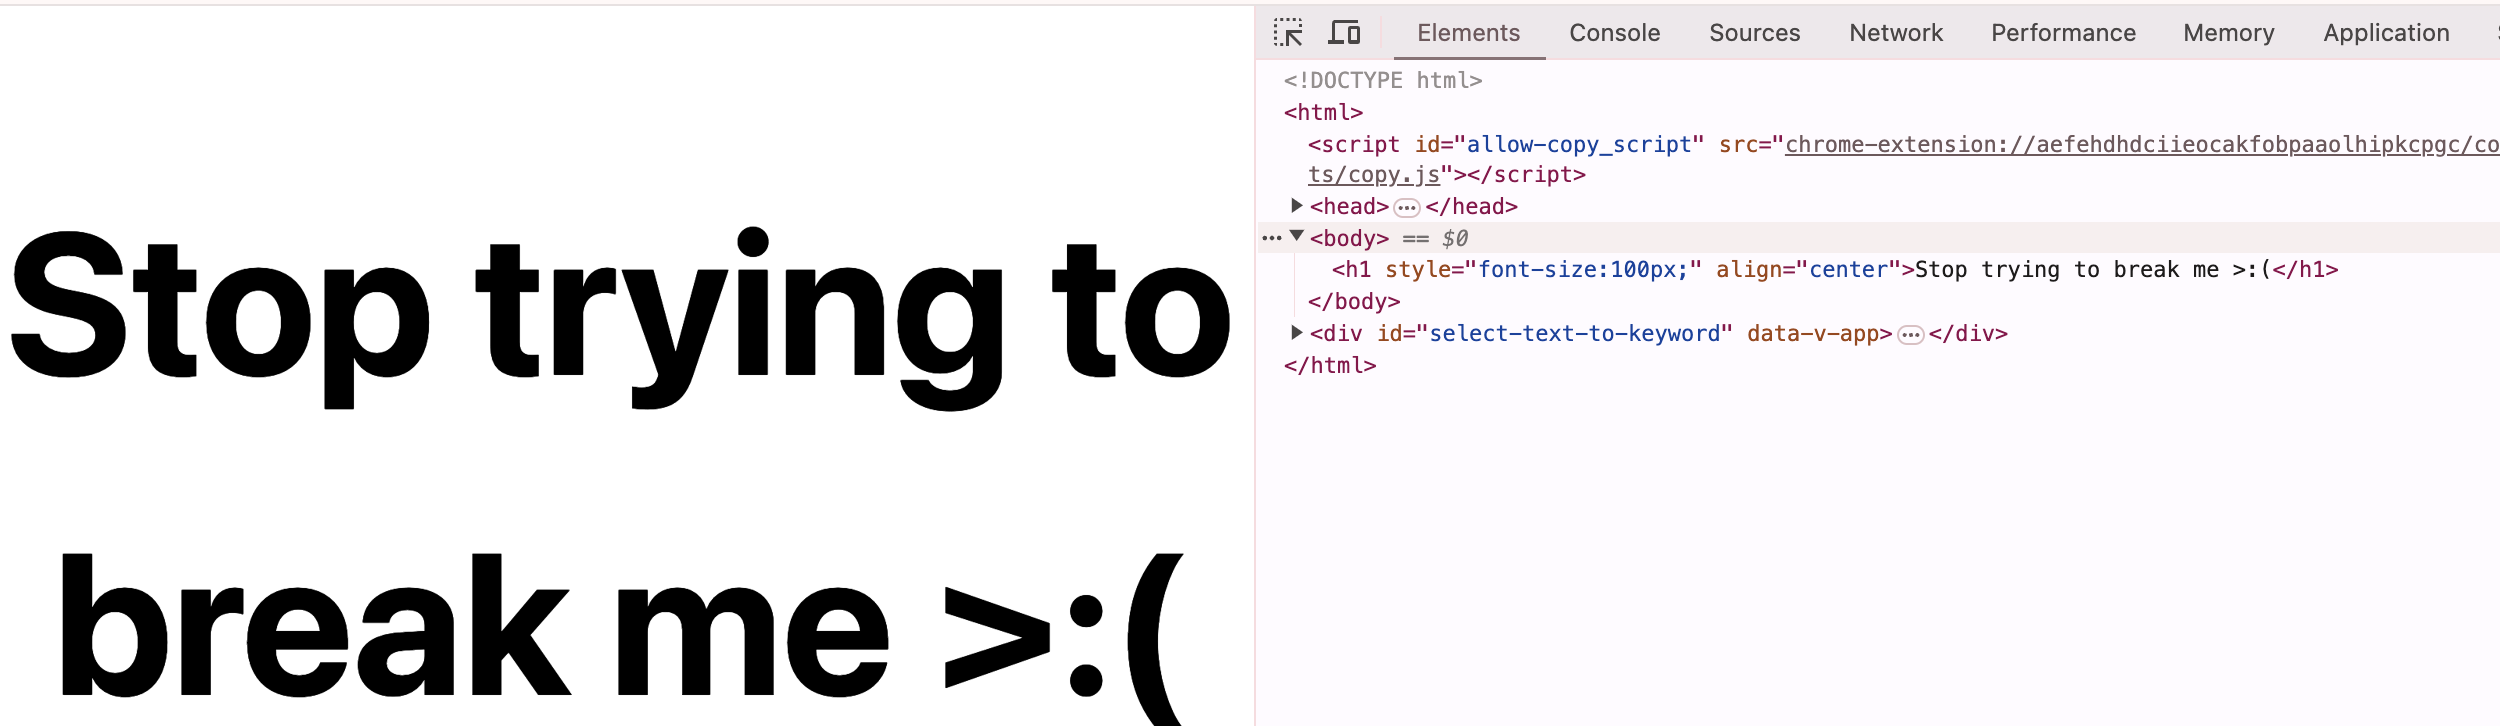 Stop trying to
break me >:(
Elements Console Sources Network Performance Memory Application
<!DOCTYPE html>
<html>
<script id="allow-copy_script" src="chrome-extension://aefehdhdciieocakfobpaaolhipkcpgc/co
ts/copy.js"></script>
<head>…</head>
<body> == $0
<h1 style="font-size:100px;" align="center">Stop trying to break me >:(</h1>
</body>
<div id="select-text-to-keyword" data-v-app>…</div>
</html>